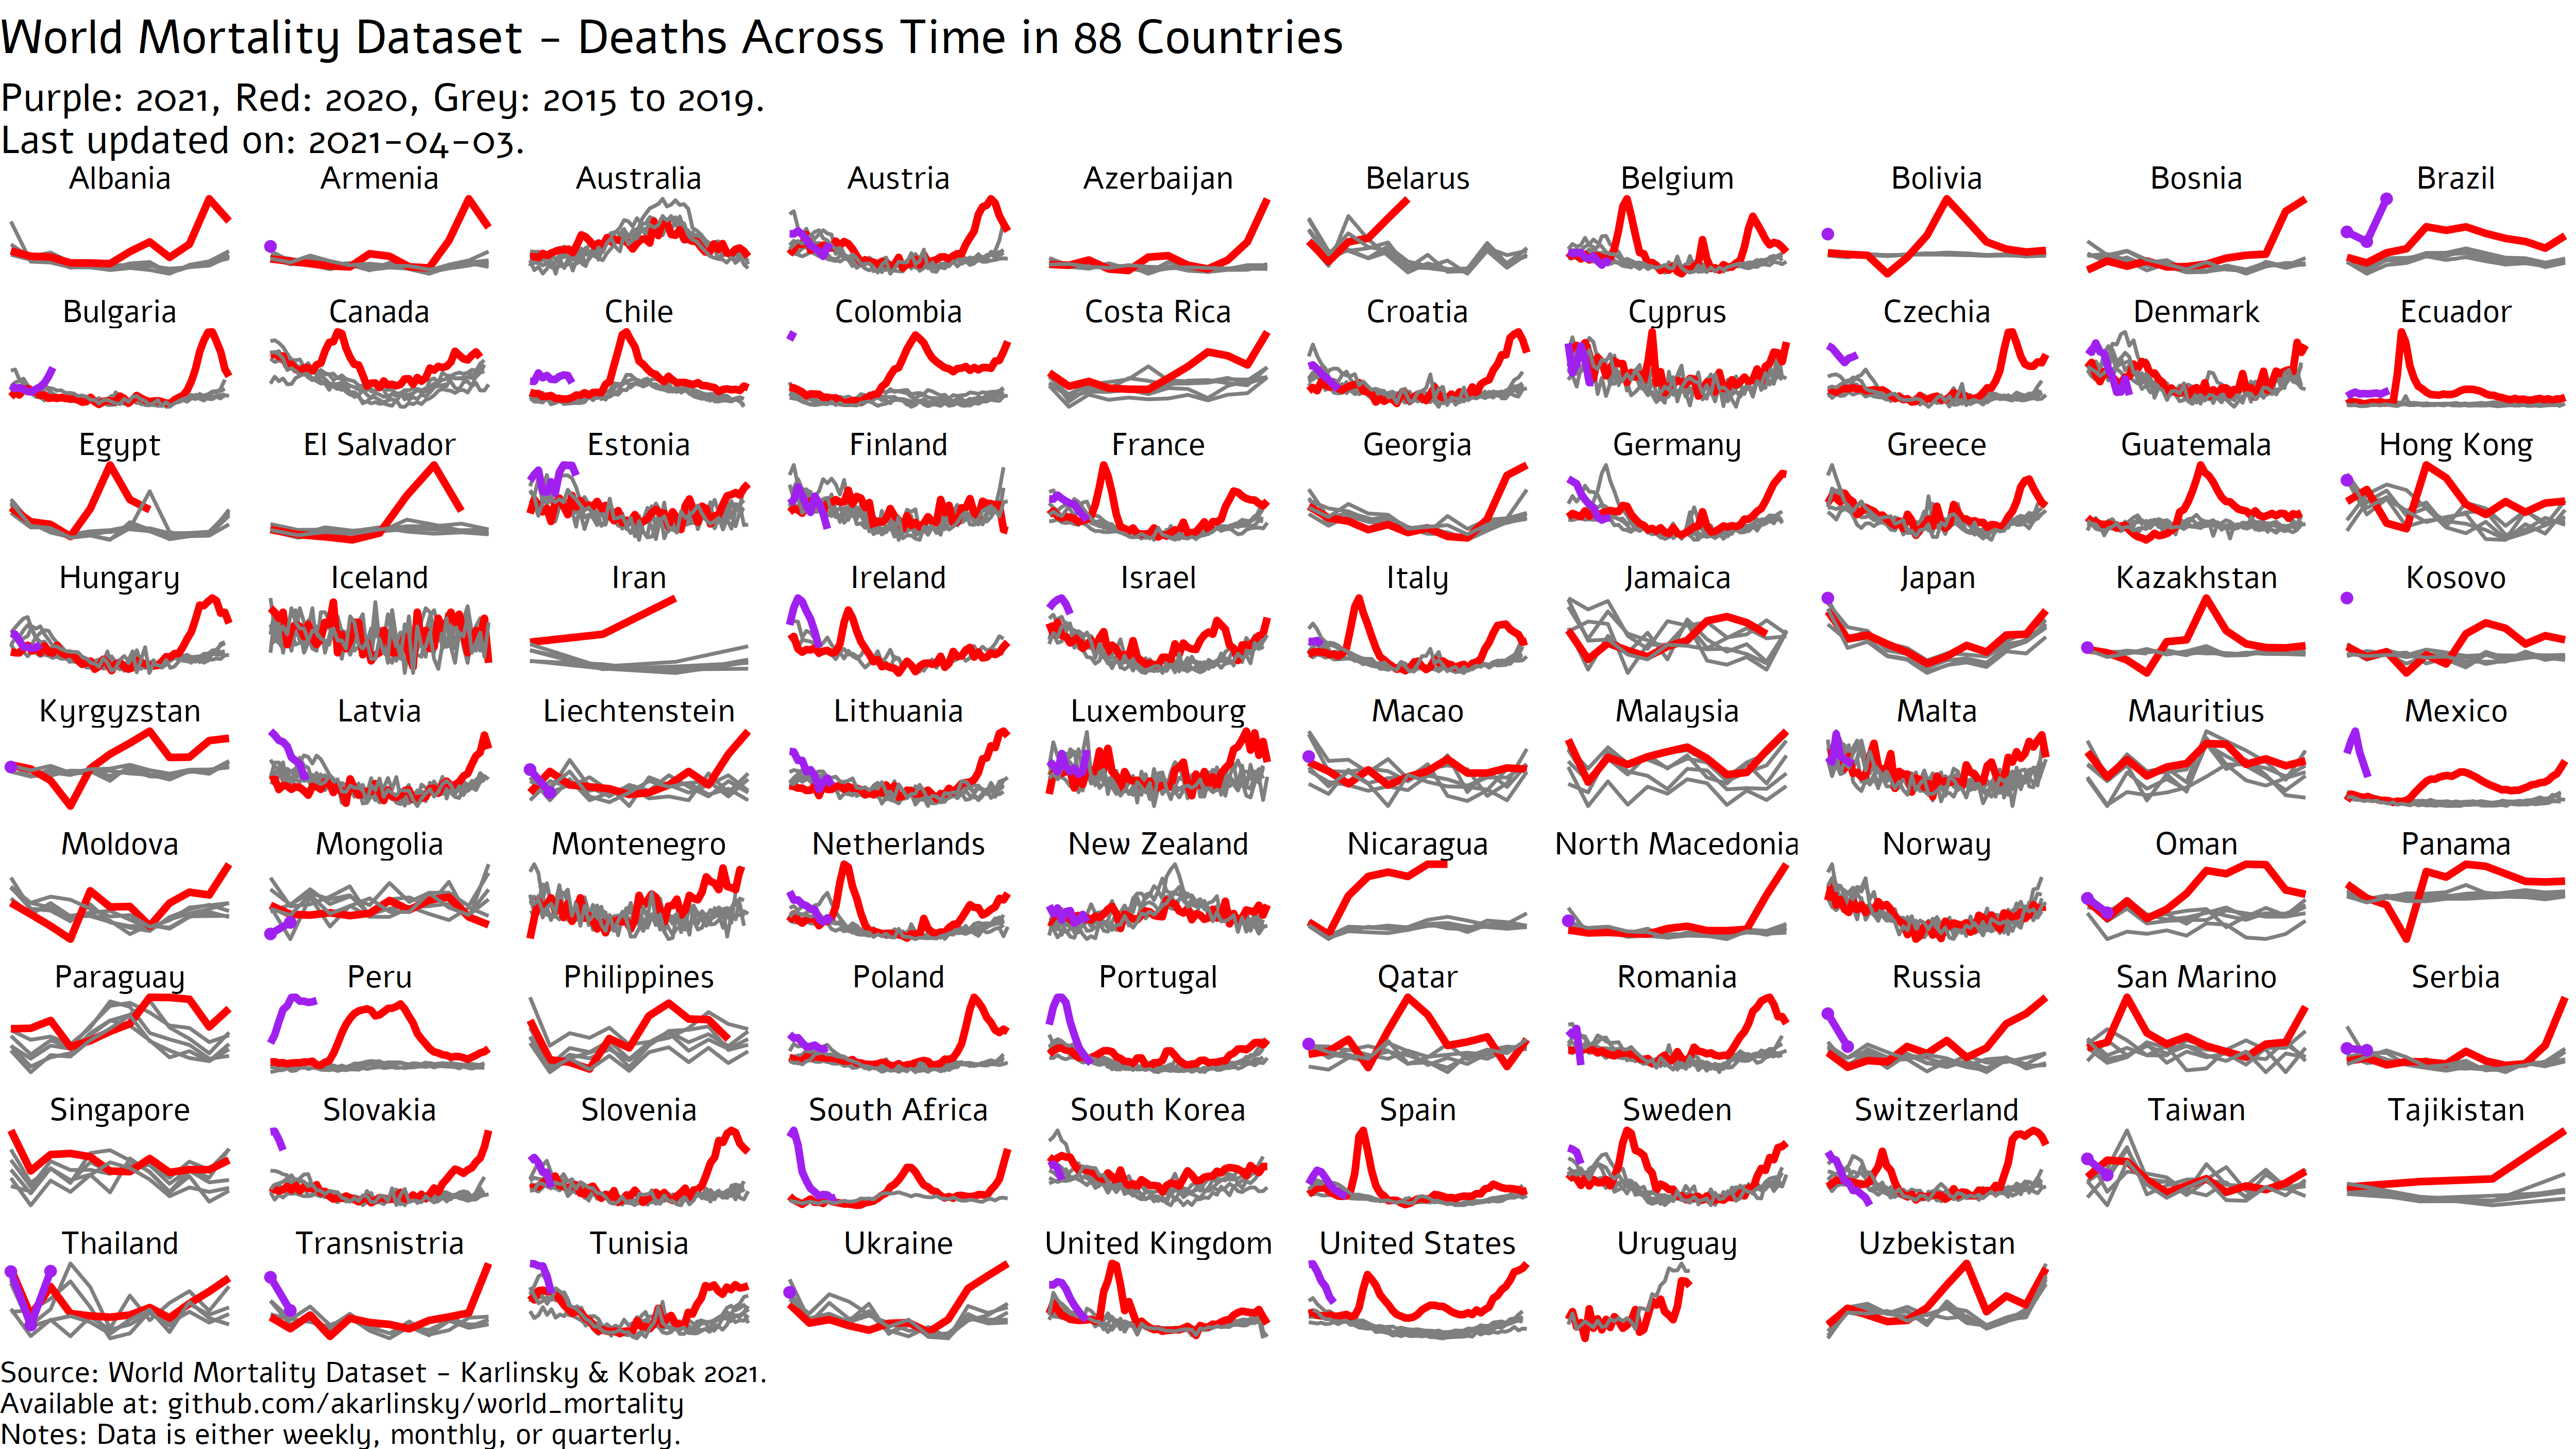 World Mortality Dataset - Deaths Across Time in 88 Countries
Purple: 2021, Red: 2020, Grey: 2015 to 2019.
Last updated on: 2021-04-03.
Albania Armenia Australia Austria Azerbaijan Belarus Belgium Bolivia Bosnia Brazil
Bulgaria Canada Chile Colombia Costa Rica Croatia Cyprus Czechia Denmark Ecuador
Egypt El Salvador Estonia Finland France Georgia Germany Greece Guatemala Hong Kong
Hungary Iceland Iran Ireland Israel Italy Jamaica Japan Kazakhstan Kosovo
Kyrgyzstan Latvia Liechtenstein Lithuania Luxembourg Macao Malaysia Malta Mauritius Mexico
Moldova Mongolia Montenegro Netherlands New Zealand Nicaragua North Macedonia Norway Oman Panama
Paraguay Peru Philippines Poland Portugal Qatar Romania Russia San Marino Serbia
Singapore Slovakia Slovenia South Africa South Korea Spain Sweden Switzerland Taiwan Tajikistan
Thailand Transnistria Tunisia Ukraine United Kingdom United States Uruguay Uzbekistan
Source: World Mortality Dataset - Karlinsky & Kobak 2021.
Available at: github.com/akarlinsky/world_mortality
Notes: Data is either weekly, monthly, or quarterly.